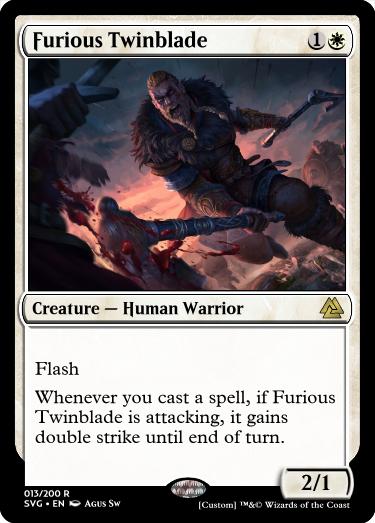 Furious Twinblade 1
Creature — Human Warrior
Flash
Whenever you cast a spell, if Furious
Twinblade is attacking, it gains
double strike until end of turn.
2/1
013/200 R
SVG • EN Agus Sw
[Custom] ™&© Wizards of the Coast